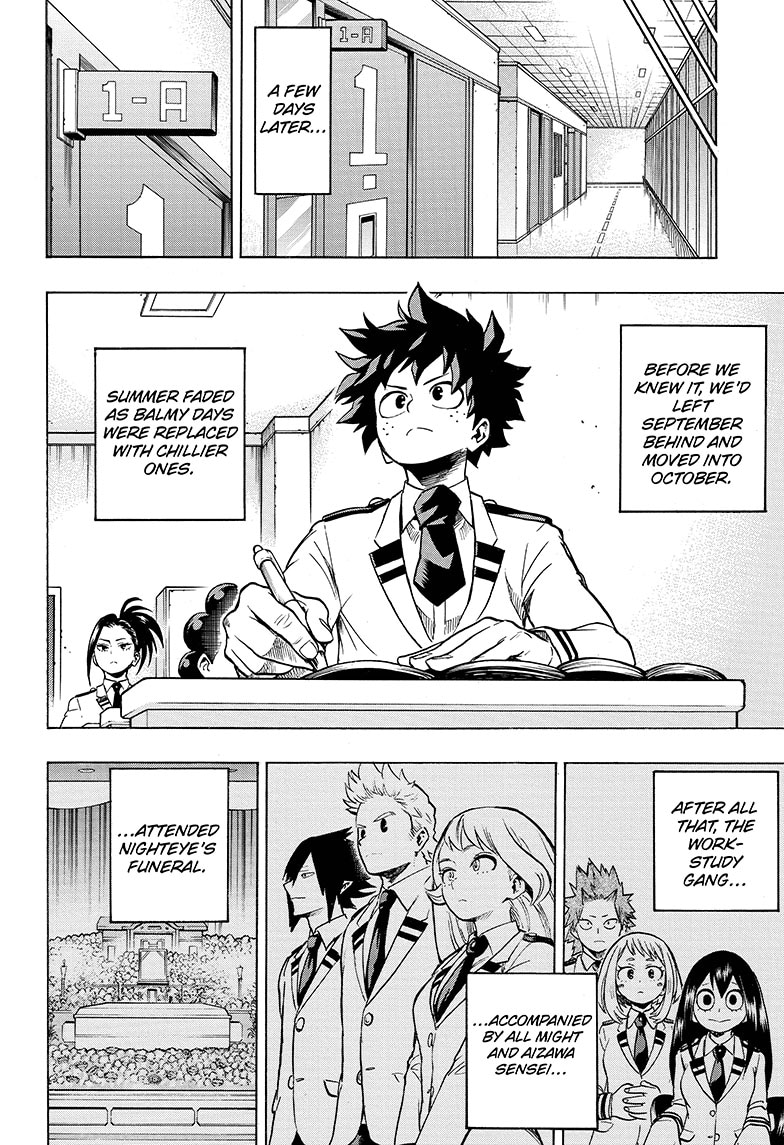 1-A
1
A FEW
DAYS
LATER...
1-A
1
BEFORE WE
KNEW IT, WE'D
LEFT
SEPTEMBER
BEHIND AND
MOVED INTO
OCTOBER.
SUMMER FADED
AS BALMY DAYS
WERE REPLACED
WITH CHILLIER
ONES.
AFTER ALL
THAT, THE
WORK-
STUDY
GANG...
...ACCOMPANIED
BY ALL MIGHT
AND AIZAWA
SENSEI...
...ATTENDED
NIGHTEYE'S
FUNERAL.